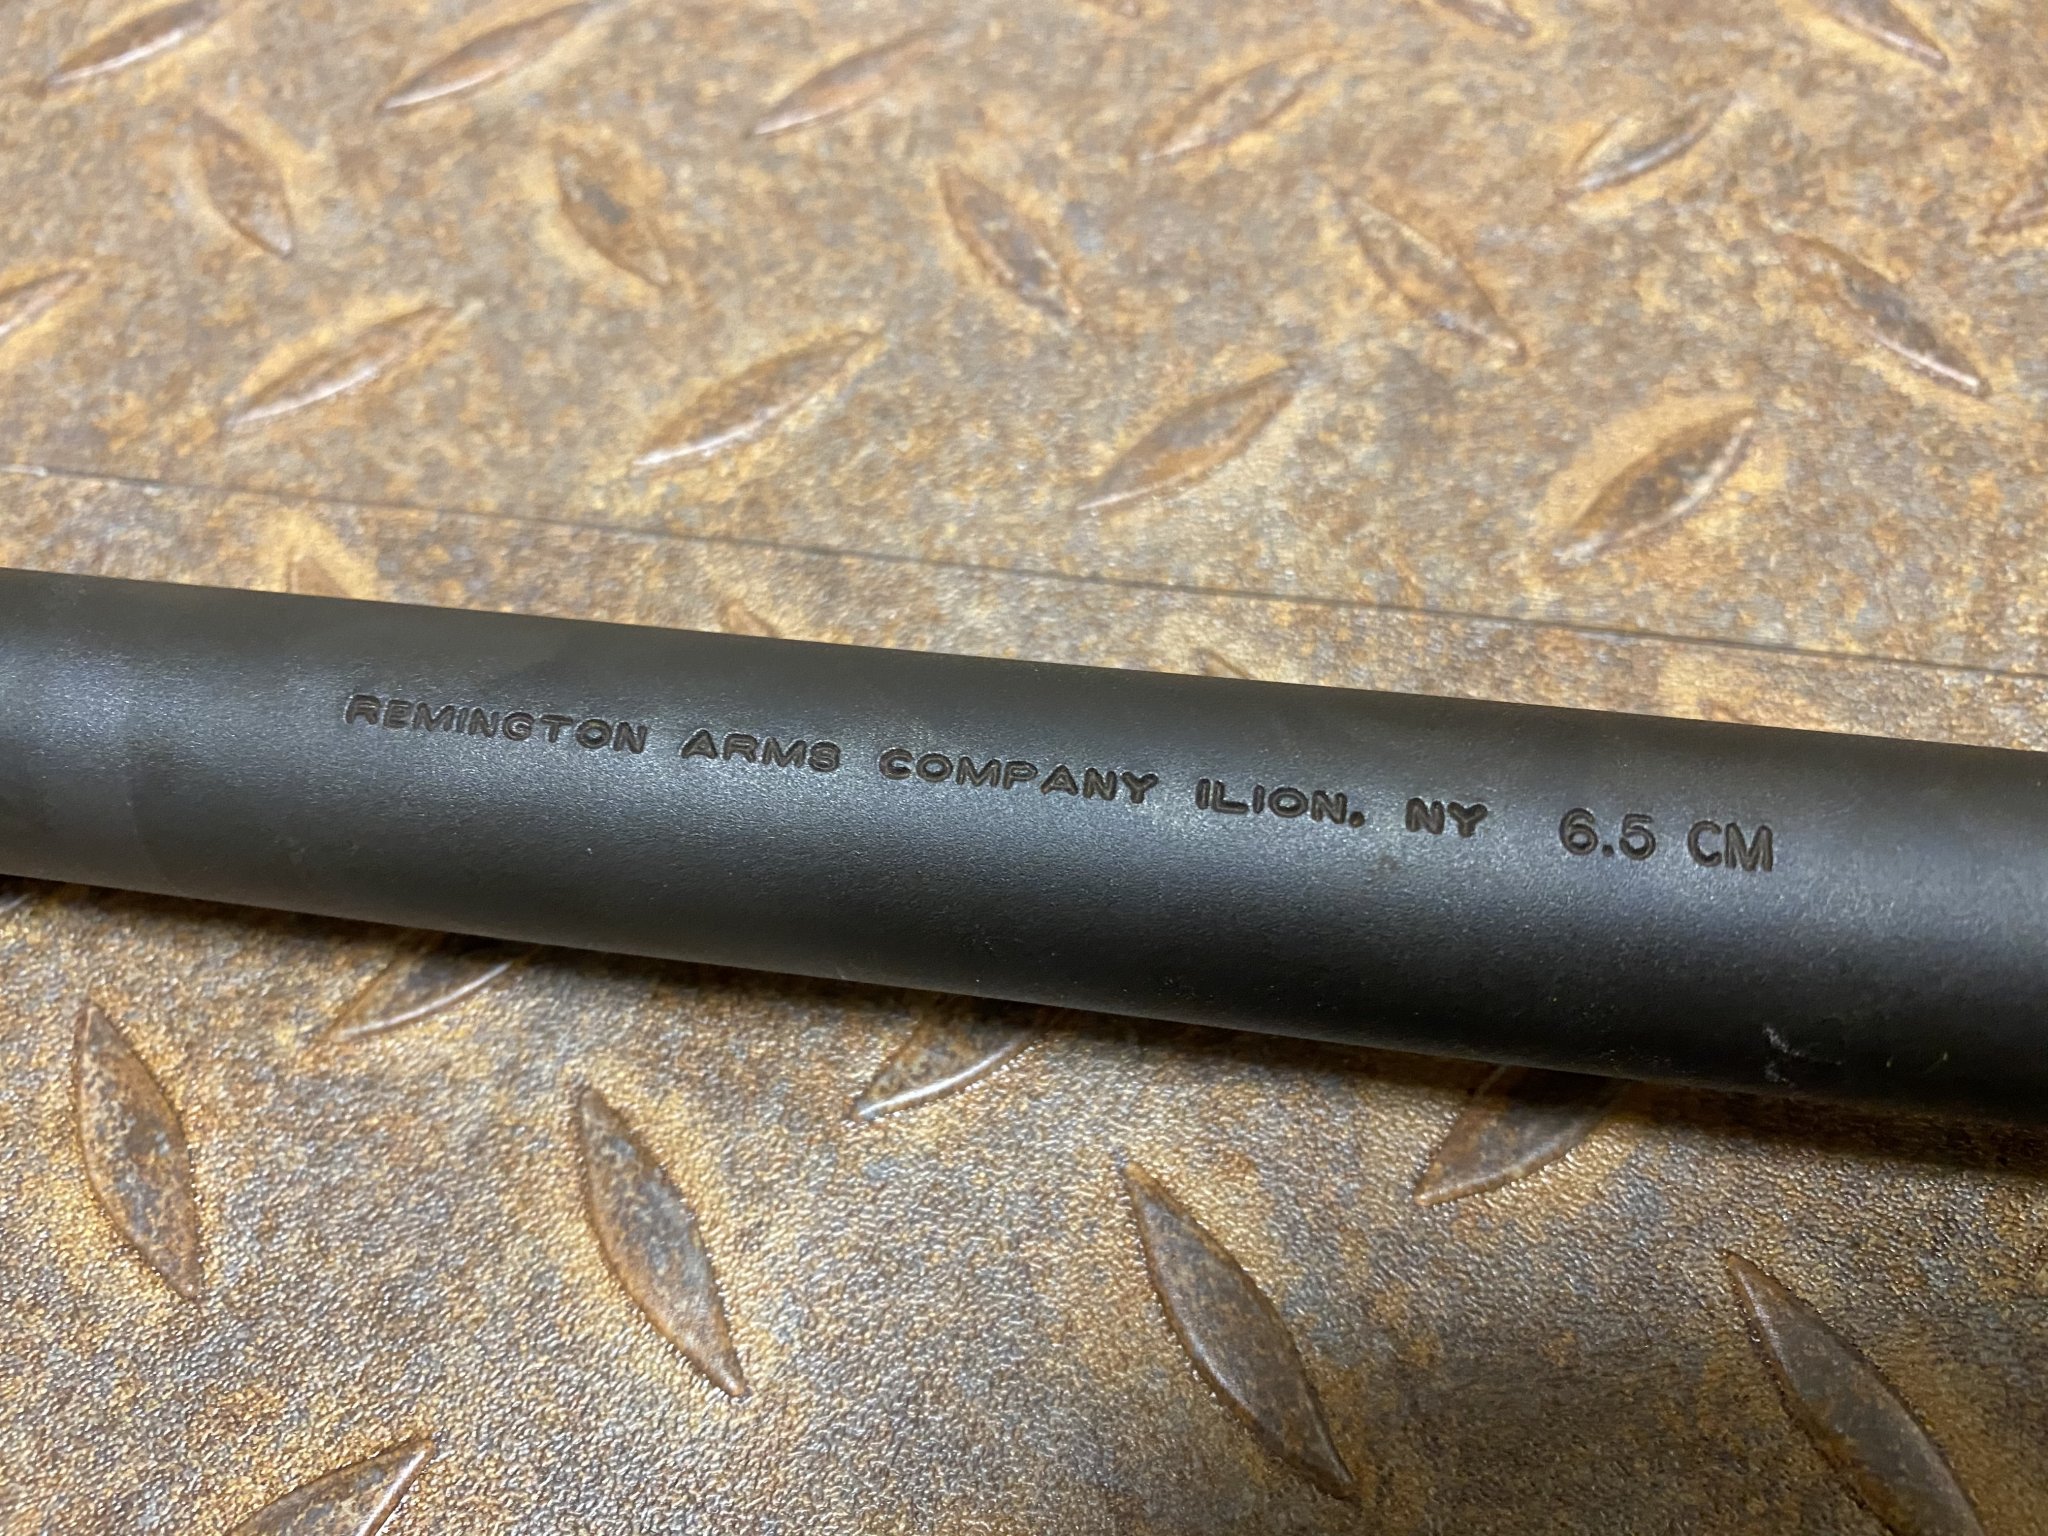 REMINGTON ARMS COMPANY ILION, NY 6.5 CM